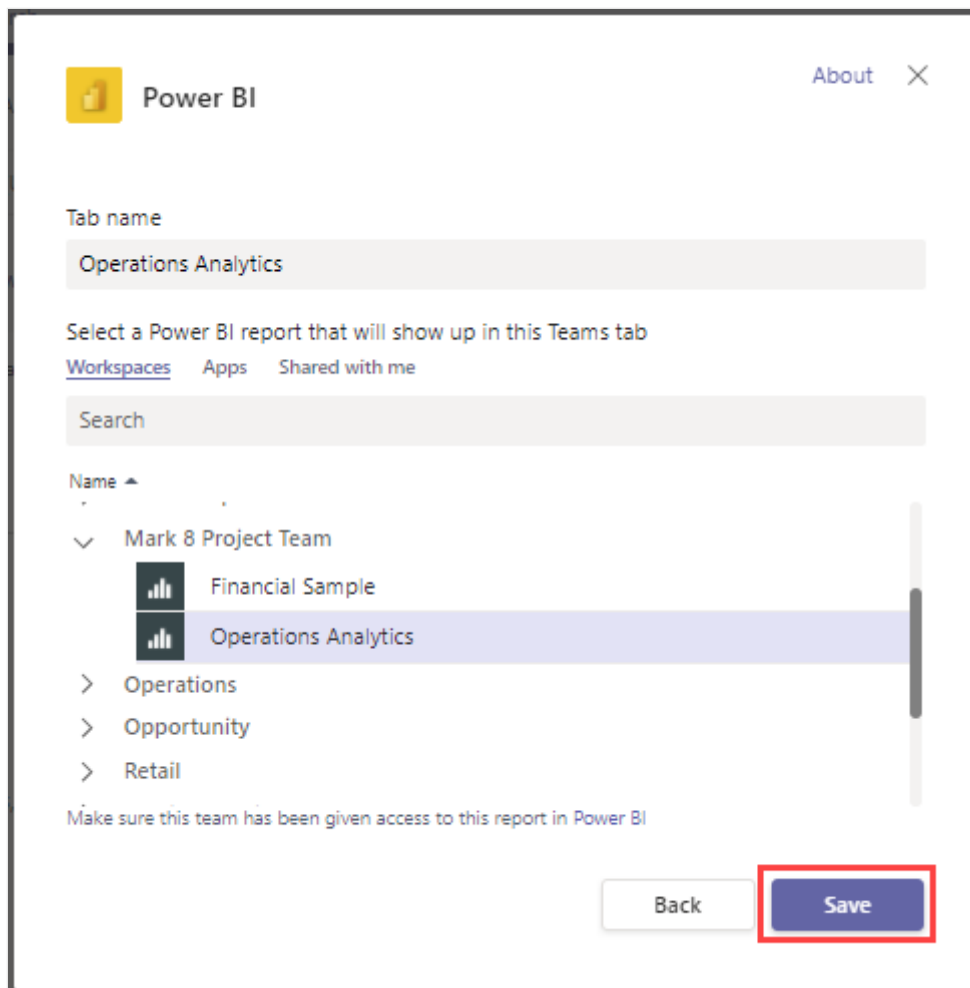 Power BI
About
Tab name
Operations Analytics
Select a Power BI report that will show up in this Teams tab
Workspaces Apps Shared with me
Search
Name
Mark 8 Project Team
Financial Sample
Operations Analytics
Operations
Opportunity
Retail
Make sure this team has been given access to this report in Power BI
Back Save